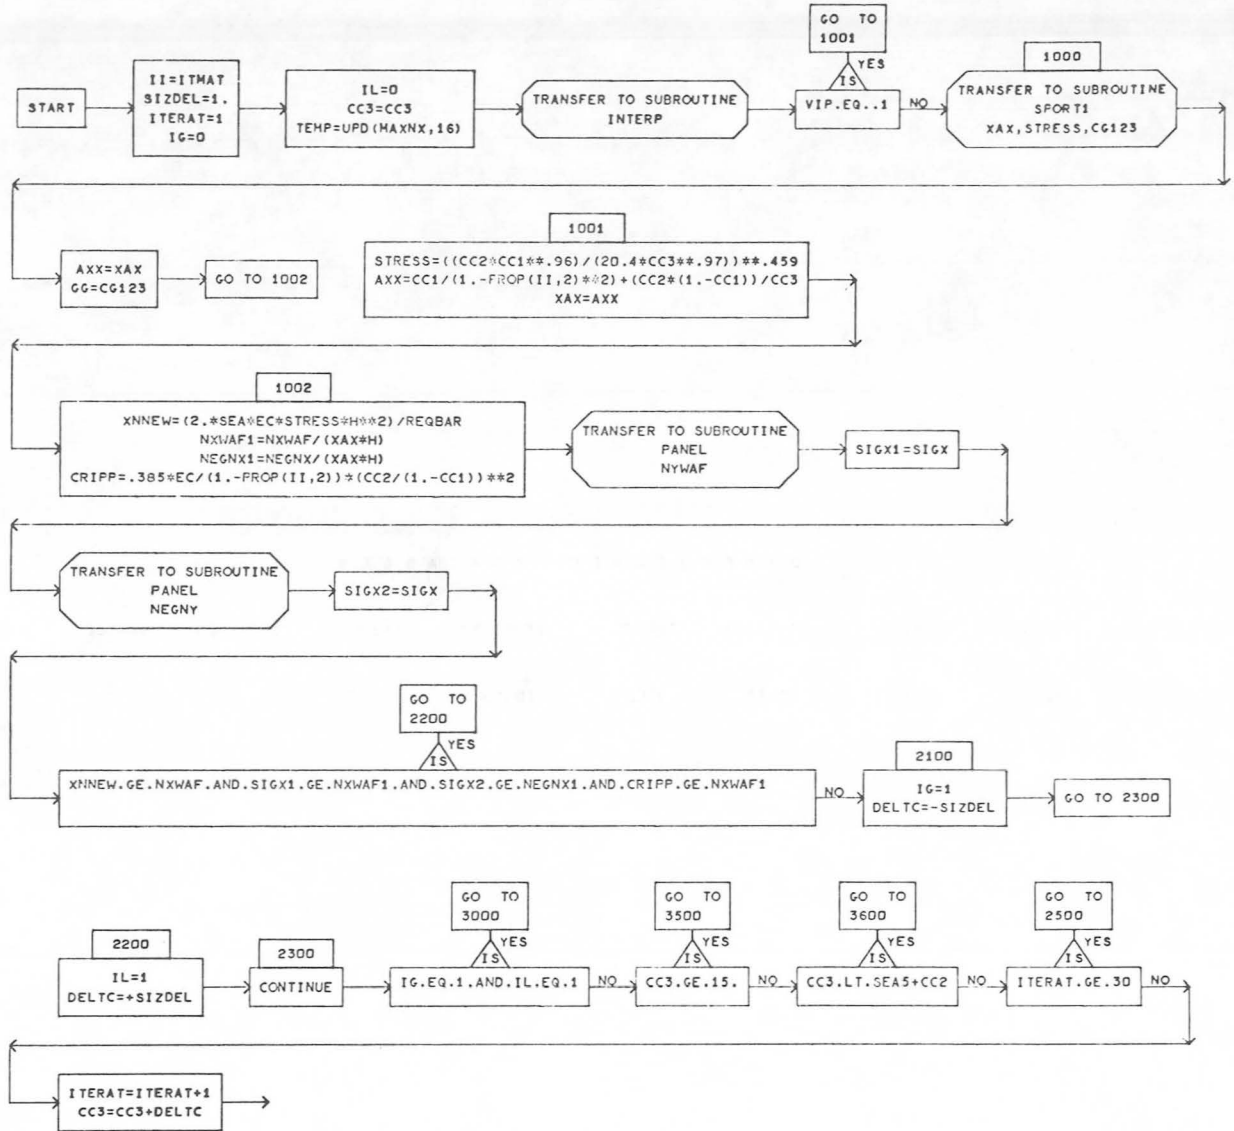 GO TO
1001
YES
IS
1000
START
II=ITMAT
SIZDEL=1.
ITERAT=1
IG=0
IL=0
CC3=CC3
TEMP=UPD(MAXNX,16)
TRANSFER TO SUBROUTINE
INTERP
VIP.EQ..1
NO
TRANSFER TO SUBROUTINE
SPORT1
XAX,STRESS,CG123
AXX=XAX
GG=CG123
GO TO 1002
1001
STRESS=((CC2*CC1**.96)/(20.4*CC3**.97))**.459
AXX=CC1/(1.-PROP(II,2)**2)+(CC2*(1.-CC1))/CC3
XAX=AXX
1002
XNNEW=(2.*SEA*EC*STRESS*H**2)/REQBAR
NXWAF1=NXWAF/(XAX*H)
NEGNX1=NEGNX/(XAX*H)
CRIPP=.385*EC/(1.-PROP(II,2))*(CC2/(1.-CC1))**2
TRANSFER TO SUBROUTINE
PANEL
NYWAF
SIGX1=SIGX
TRANSFER TO SUBROUTINE
PANEL
NEGNY
SIGX2=SIGX
GO TO
2200
YES
IS
XNNEW.GE.NXWAF.AND.SIGX1.GE.NXWAF1.AND.SIGX2.GE.NEGNX1.AND.CRIPP.GE.NXWAF1
NO
2100
IG=1
DELTC=-SIZDEL
GO TO 2300
2200
IL=1
DELTC=+SIZDEL
2300
CONTINUE
GO TO
3000
YES
IS
IG.EQ.1.AND.IL.EQ.1
NO
GO TO
3500
YES
IS
CC3.GE.15.
NO
GO TO
3600
YES
IS
CC3.LT.SEA5+CC2
NO
GO TO
2500
YES
IS
ITERAT.GE.30
NO
ITERAT=ITERAT+1
CC3=CC3+DELTC